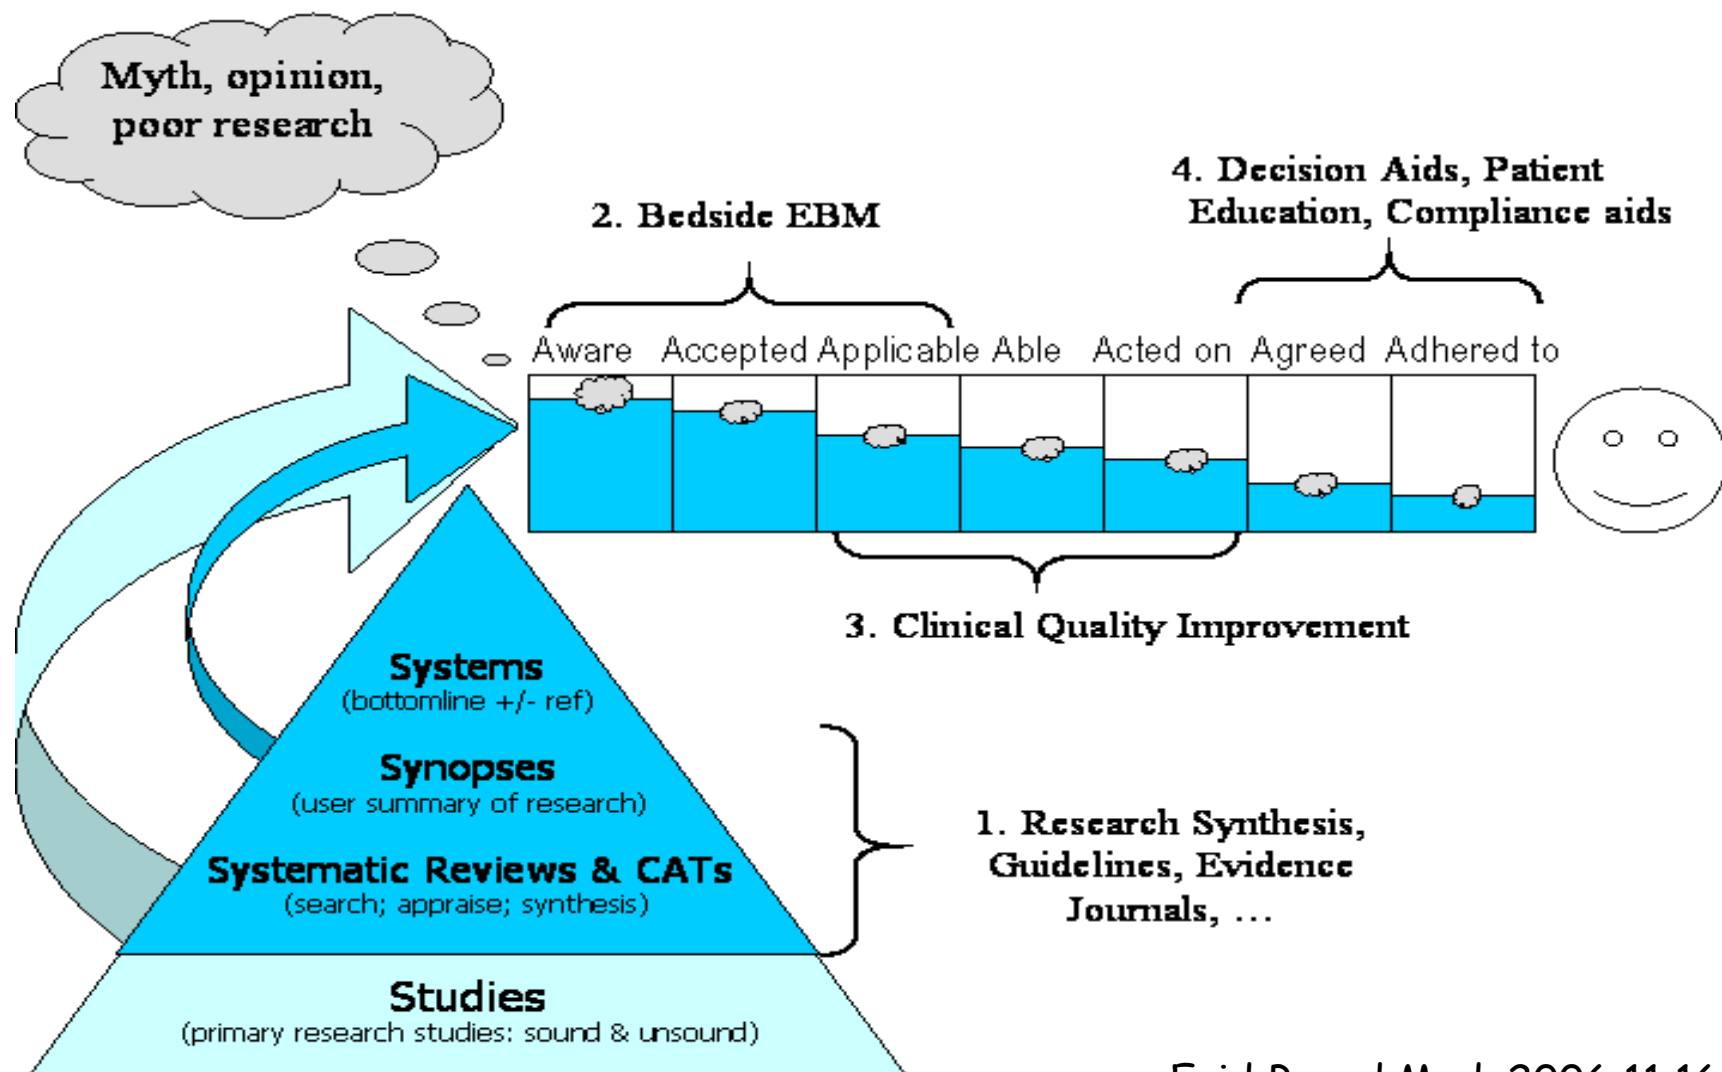 Myth, opinion,
poor research
2. Bedside EBM
4. Decision Aids, Patient
Education, Compliance aids
Aware Accepted Applicable Able Acted on Agreed Adhered to
3. Clinical Quality Improvement
Systems
(bottomline +/- ref)
Synopses
(user summary of research)
Systematic Reviews & CATs
(search; appraise; synthesis)
1. Research Synthesis,
Guidelines, Evidence
Journals, ...
Studies
(primary research studies: sound & unsound)
2006